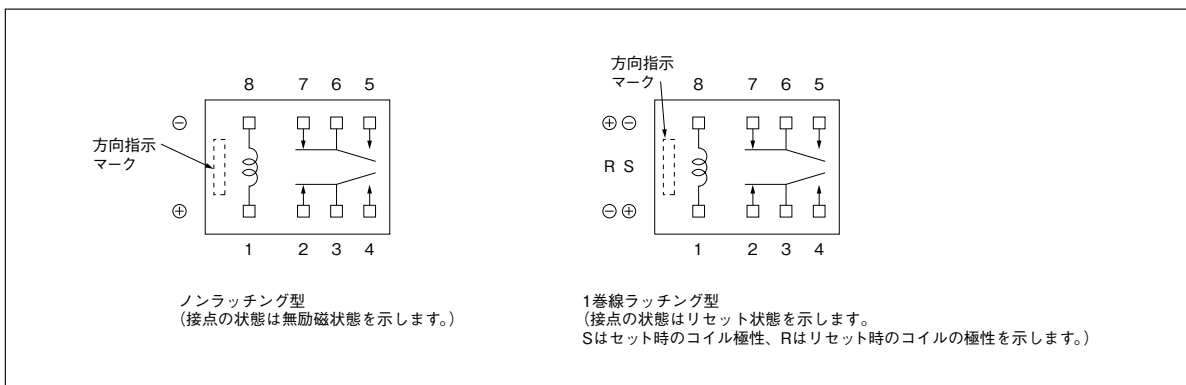 8 7 6 5
⊖
方向指示
マーク
⊕
1 2 3 4
ノンラッチング型
（接点の状態は無励磁状態を示します。）
方向指示
マーク
8 7 6 5
⊕ ⊖
R S
⊖ ⊕
1 2 3 4
1巻線ラッチング型
（接点の状態はリセット状態を示します。
Sはセット時のコイル極性、Rはリセット時のコイルの極性を示します。）